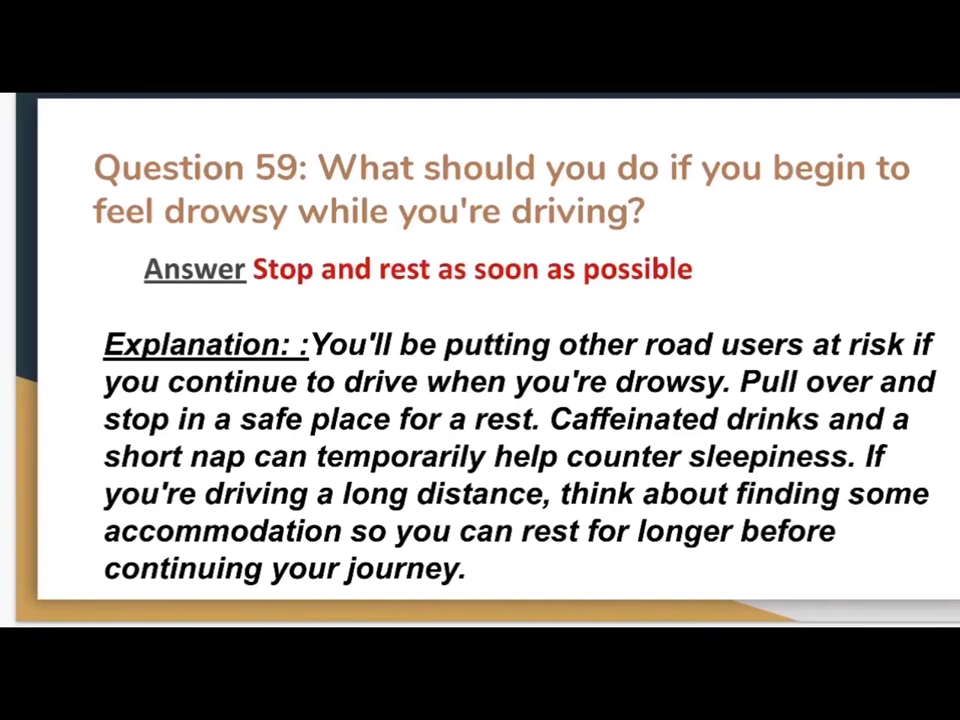 Question 59: What should you do if you begin to
feel drowsy while you're driving?
Answer Stop and rest as soon as possible
Explanation: :You'll be putting other road users at risk if
you continue to drive when you're drowsy. Pull over and
stop in a safe place for a rest. Caffeinated drinks and a
short nap can temporarily help counter sleepiness. If
you're driving a long distance, think about finding some
accommodation so you can rest for longer before
continuing your journey.